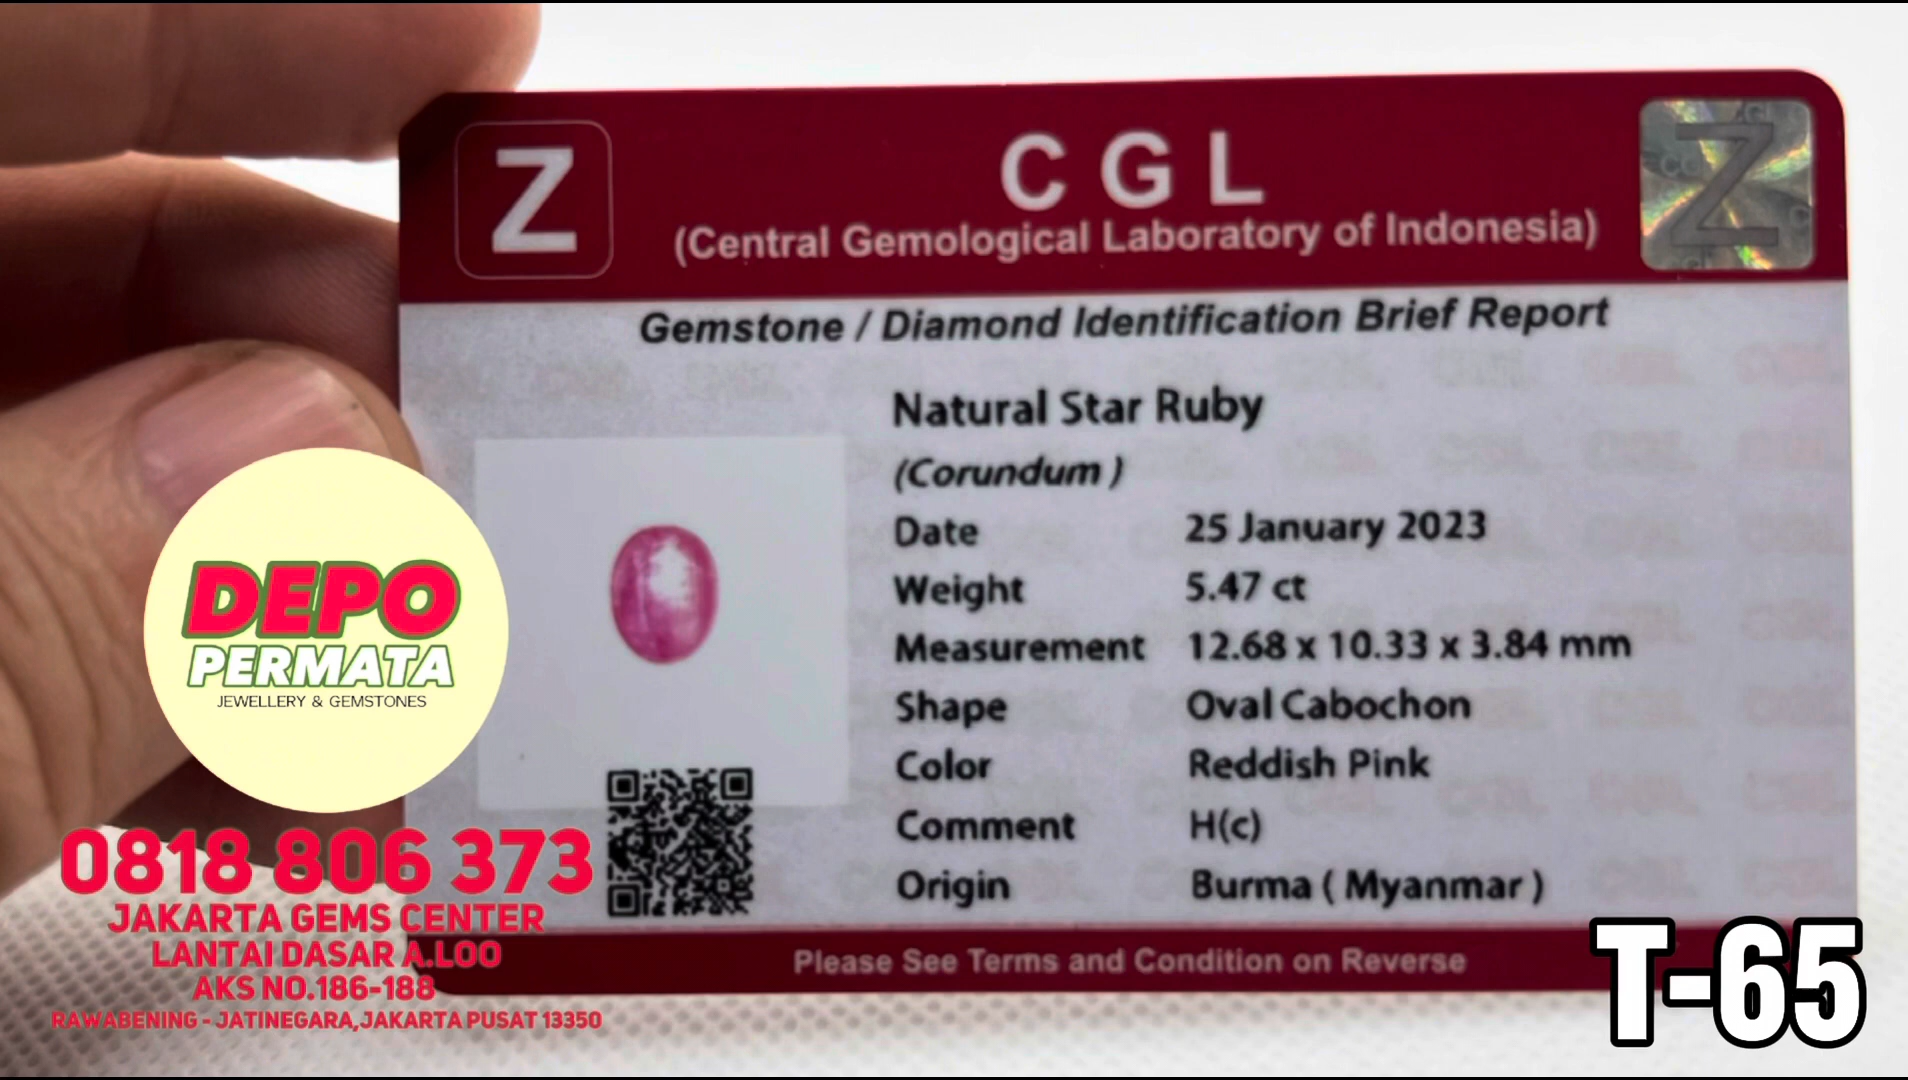 Z
C G L
(Central Gemological Laboratory of Indonesia)
Z
Gemstone / Diamond Identification Brief Report
Natural Star Ruby
(Corundum )
Date 25 January 2023
Weight 5.47 ct
Measurement 12.68 x 10.33 x 3.84 mm
Shape Oval Cabochon
Color Reddish Pink
Comment H(c)
Origin Burma ( Myanmar )
Please See Terms and Condition on Reverse
DEPO
PERMATA
JEWELLERY & GEMSTONES
0818 806 373
JAKARTA GEMS CENTER
LANTAI DASAR A.LOO
AKS NO.186-188
RAWABENING - JATINEGARA,JAKARTA PUSAT 13350
T-65